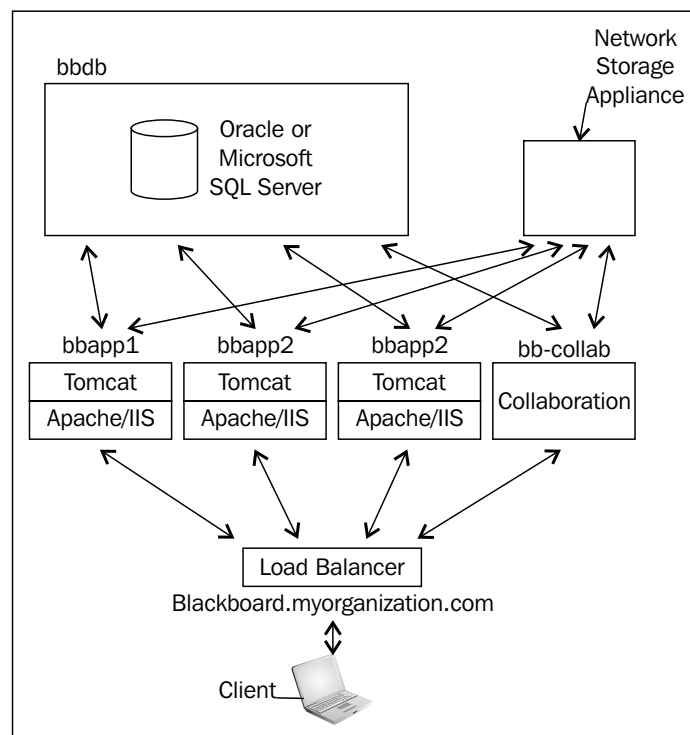 Network
Storage
Appliance
bbdb
Oracle or
Microsoft
SQL Server
bbapp1
bbapp2
bbapp2
bb-collab
Tomcat
Tomcat
Tomcat
Collaboration
Apache/IIS
Apache/IIS
Apache/IIS
Load Balancer
Blackboard.myorganization.com
Client